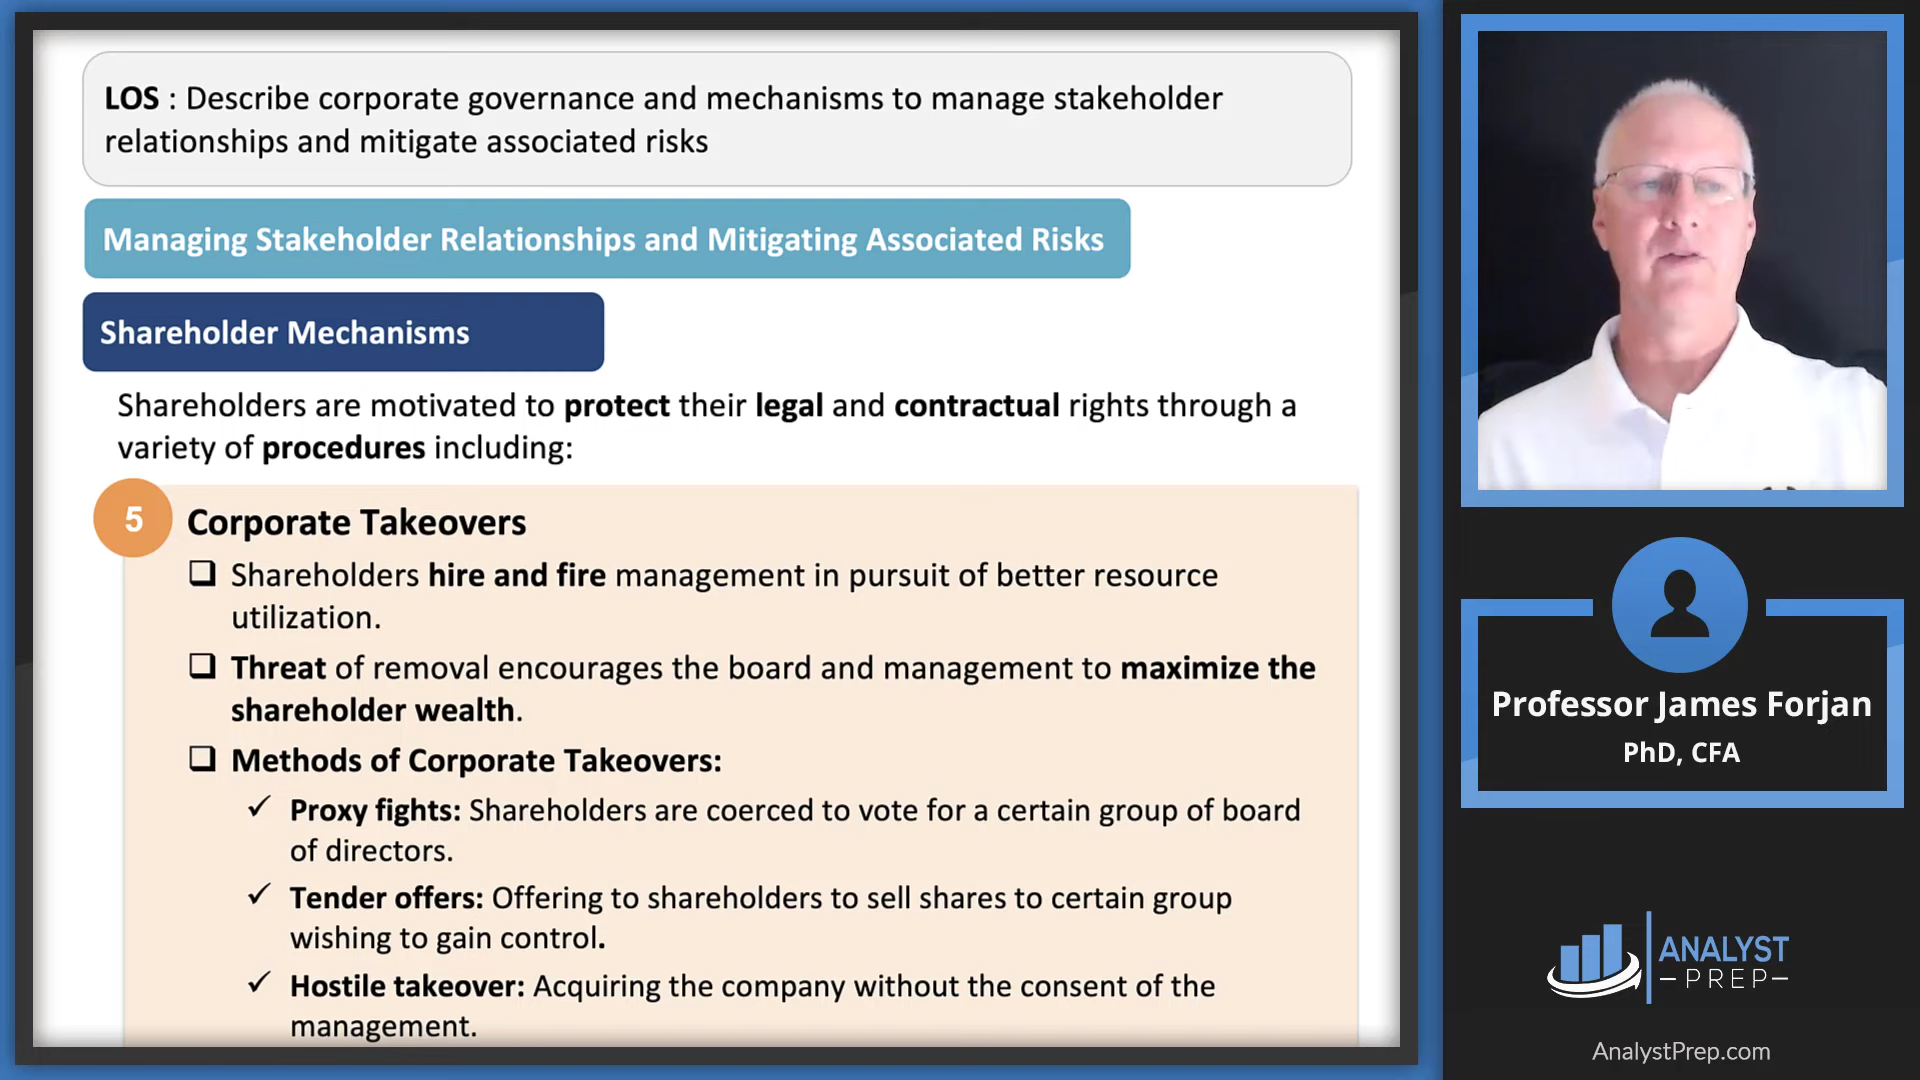 LOS : Describe corporate governance and mechanisms to manage stakeholder
relationships and mitigate associated risks
Managing Stakeholder Relationships and Mitigating Associated Risks
Shareholder Mechanisms
Shareholders are motivated to protect their legal and contractual rights through a
variety of procedures including:
5
Corporate Takeovers
Shareholders hire and fire management in pursuit of better resource
utilization.
Threat of removal encourages the board and management to maximize the
shareholder wealth.
Methods of Corporate Takeovers:
Proxy fights: Shareholders are coerced to vote for a certain group of board
of directors.
Tender offers: Offering to shareholders to sell shares to certain group
wishing to gain control.
Hostile takeover: Acquiring the company without the consent of the
management.
Professor James Forjan
PhD, CFA
ANALYST
PREP
AnalystPrep.com